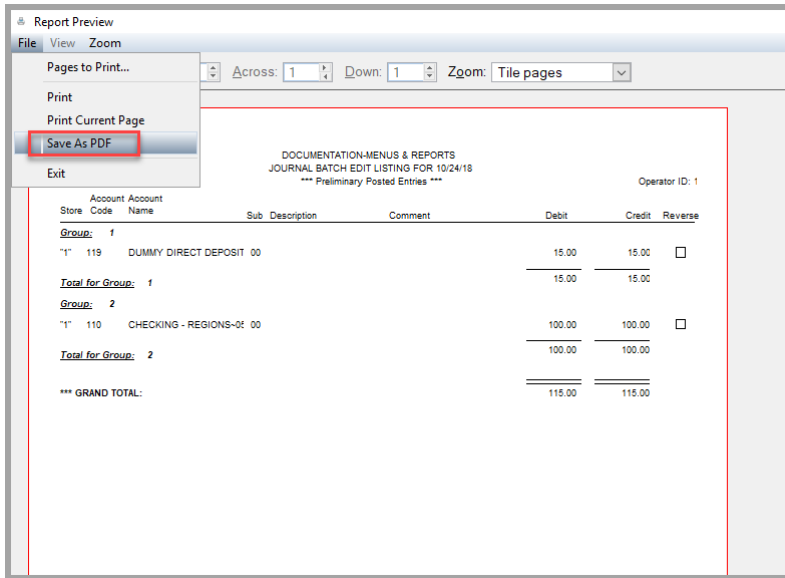 Report Preview
File View Zoom
Pages to Print...
Across: 1 Down: 1 Zoom: Tile pages
Print
Print Current Page
Save As PDF
Exit
DOCUMENTATION-MENUS & REPORTS
JOURNAL BATCH EDIT LISTING FOR 10/24/18
*** Preliminary Posted Entries *** Operator ID: 1
Account Account
Store Code Name Sub Description Comment Debit Credit Reverse
Group: 1
"1" 119 DUMMY DIRECT DEPOSIT 00 15.00 15.00
Total for Group: 1 15.00 15.00
Group: 2
"1" 110 CHECKING - REGIONS~0 00 100.00 100.00
Total for Group: 2 100.00 100.00
*** GRAND TOTAL: 115.00 115.00